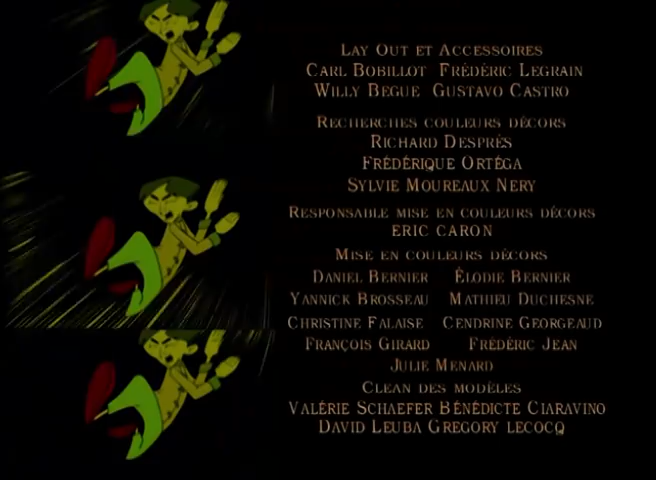 LAY OUT ET ACCESSOIRES
CARL BOBILLOT FRÉDÉRIC LEGRAIN
WILLY BEGUE GUSTAVO CASTRO
RECHERCHES COULEURS DÉCORS
RICHARD DESPRÈS
FRÉDÉRIQUE ORTÉGA
SYLVIE MOUREAUX NERY
RESPONSABLE MISE EN COULEURS DÉCORS
ERIC CARON
MISE EN COULEURS DÉCORS
DANIEL BERNIER ÉLODIE BERNIER
YANNICK BROSSEAU MATHIEU DUCHESNE
CHRISTINE FALAISE CENDRINE GEORGEAUD
FRANÇOIS GIRARD FRÉDÉRIC JEAN
JULIE MENARD
CLEAN DES MODÈLES
VALÉRIE SCHAEFER BÉNÉDICTE CIARAVINO
DAVID LEUBA GREGORY LECOCQ